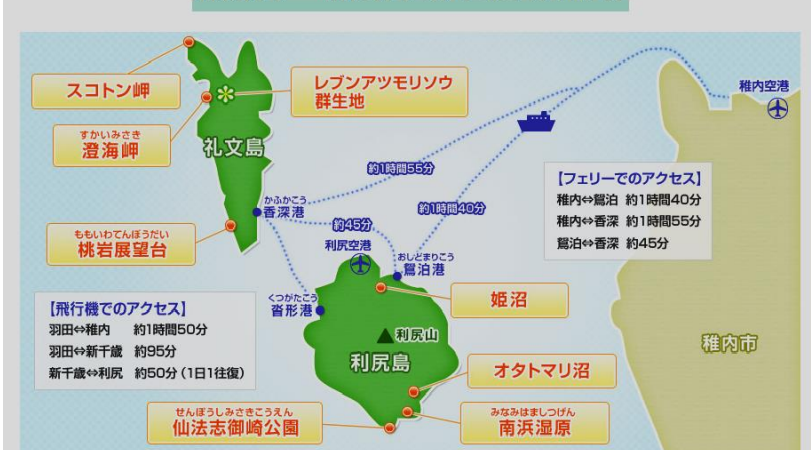 スコトン岬
レブンアツモリソウ
群生地
すかいみさき
澄海岬
礼文島
稚内空港
約1時間55分
約1時間40分
約45分
かふかこう
香深港
ももいわてんぼうだい
桃岩展望台
利尻空港
おしどまりこう
鴛泊港
【フェリーでのアクセス】
稚内⇔鴛泊 約1時間40分
稚内⇔香深 約1時間55分
鴛泊⇔香深 約45分
くつがたこう
沓形港
姫沼
【飛行機でのアクセス】
羽田⇔稚内 約1時間50分
羽田⇔新千歳 約95分
新千歳⇔利尻 約50分(1日1往復)
利尻山
利尻島
稚内市
オタトマリ沼
せんぽうしみさきこうえん
仙法志御崎公園
みなみはましつげん
南浜湿原